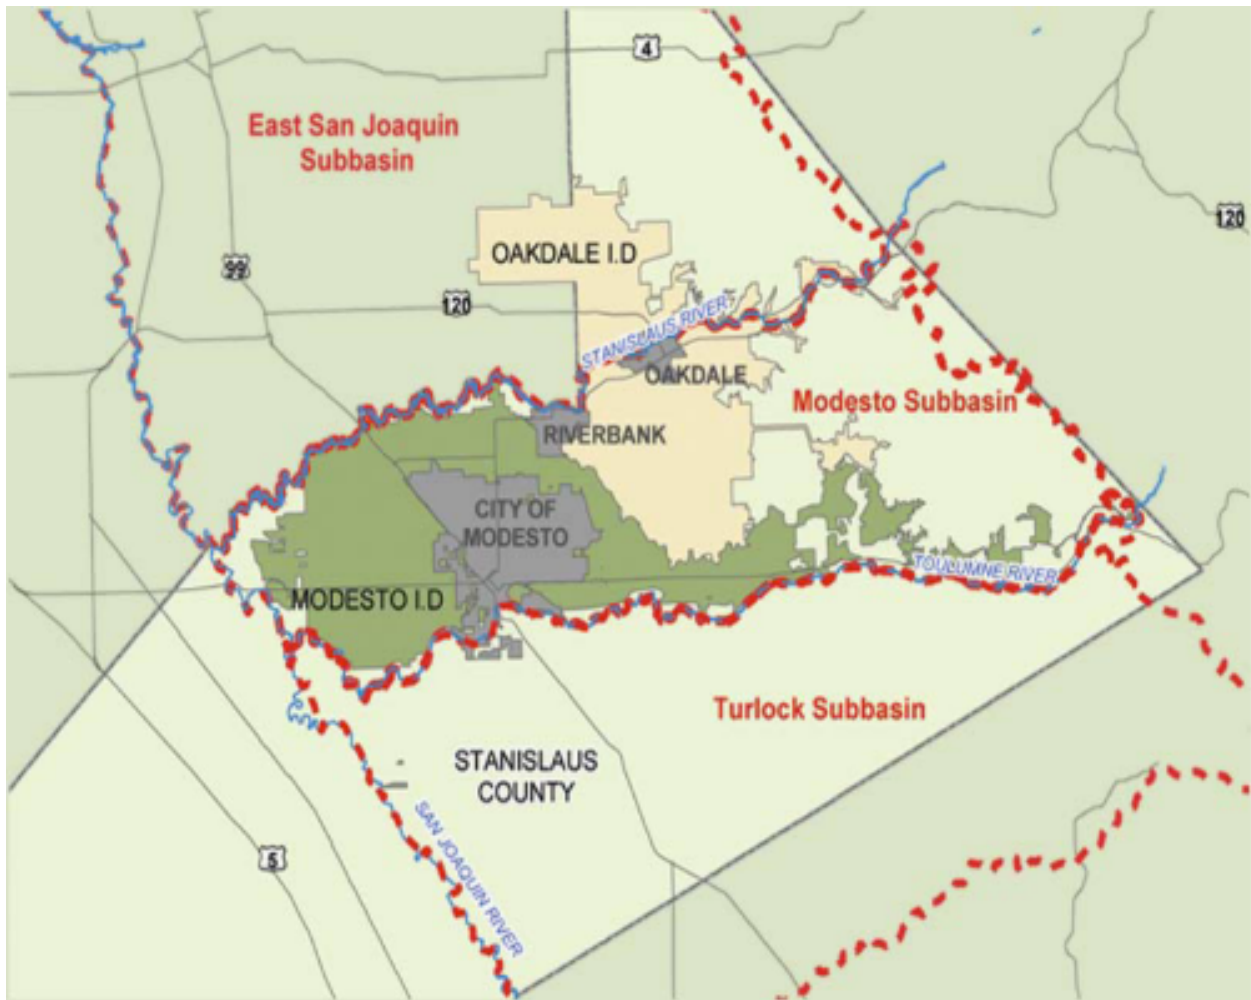 4
East San Joaquin
Subbasin
120
OAKDALE I.D
99
120
STANISLAUS RIVER
OAKDALE
Modesto Subbasin
RIVERBANK
CITY OF
MODESTO
TOULUMNE RIVER
MODESTO I.D
Turlock Subbasin
STANISLAUS
COUNTY
SAN JOAQUIN RIVER
5